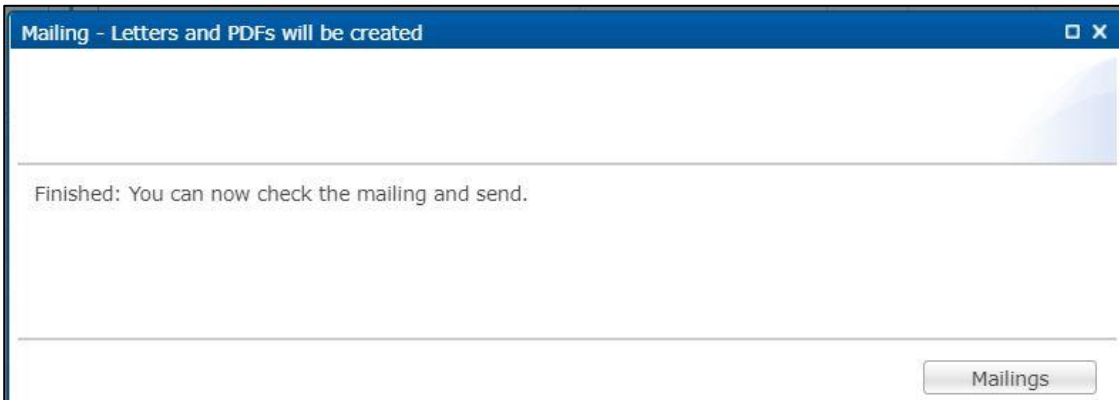 Mailing - Letters and PDFs will be created
Finished: You can now check the mailing and send.
Mailings